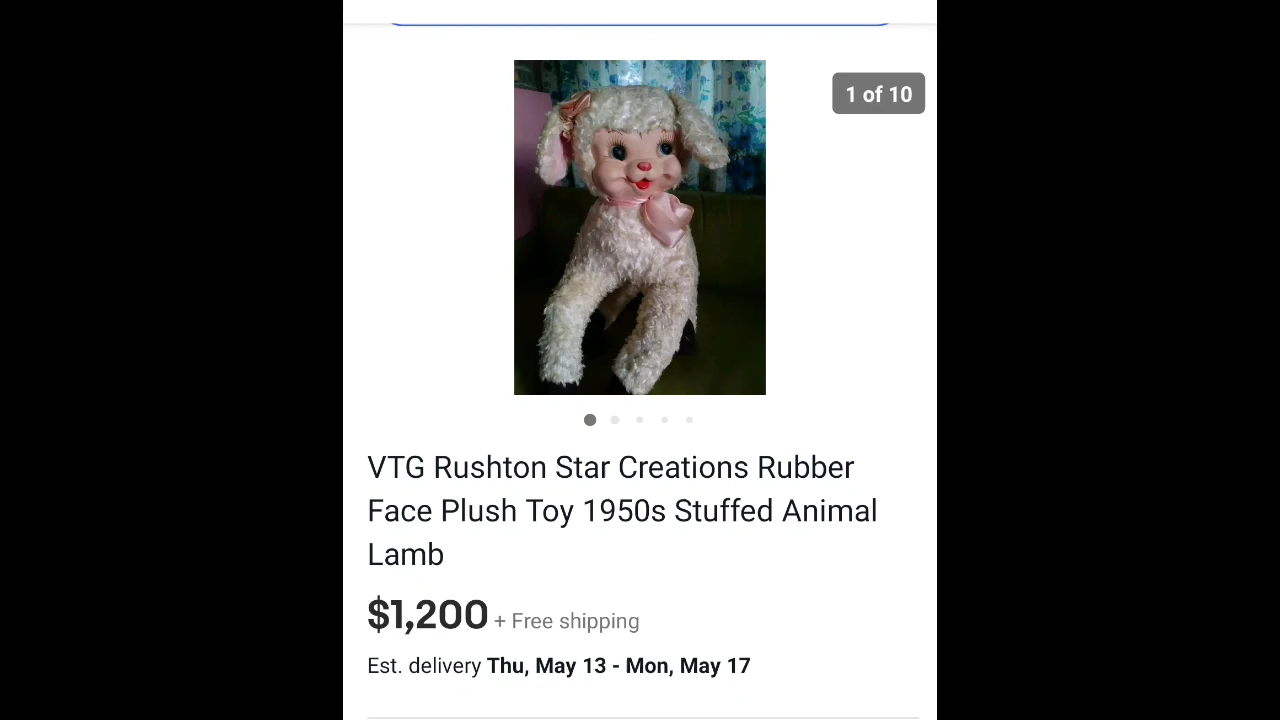 1 of 10
VTG Rushton Star Creations Rubber
Face Plush Toy 1950s Stuffed Animal
Lamb
$1,200 + Free shipping
Est. delivery Thu, May 13 - Mon, May 17